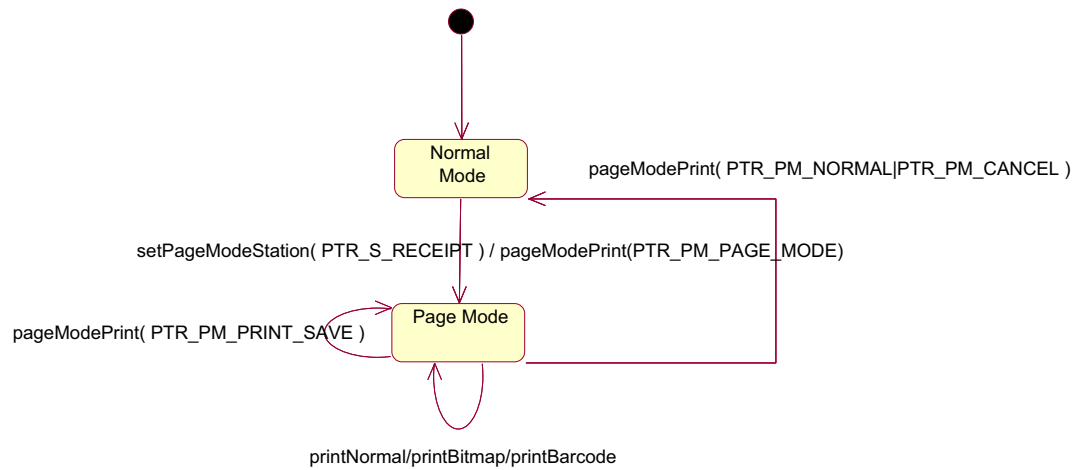 Normal
Mode
pageModePrint( PTR_PM_NORMAL|PTR_PM_CANCEL )
setPageModeStation( PTR_S_RECEIPT ) / pageModePrint(PTR_PM_PAGE_MODE)
Page Mode
pageModePrint( PTR_PM_PRINT_SAVE )
printNormal/printBitmap/printBarcode